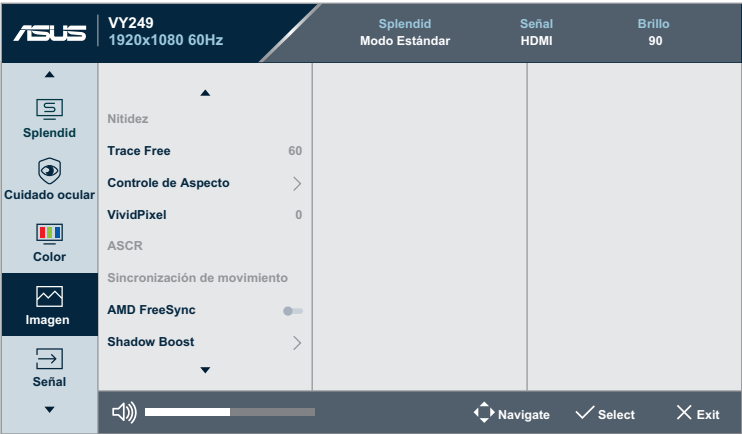 ASUS
VY249
1920x1080 60Hz
Splendid
Modo Estándar
Señal
HDMI
Brillo
90
Splendid
Cuidado ocular
Color
Imagen
Señal
Nitidez
Trace Free 60
Controle de Aspecto
VividPixel 0
ASCR
Sincronización de movimiento
AMD FreeSync
Shadow Boost
Navigate
Select
Exit